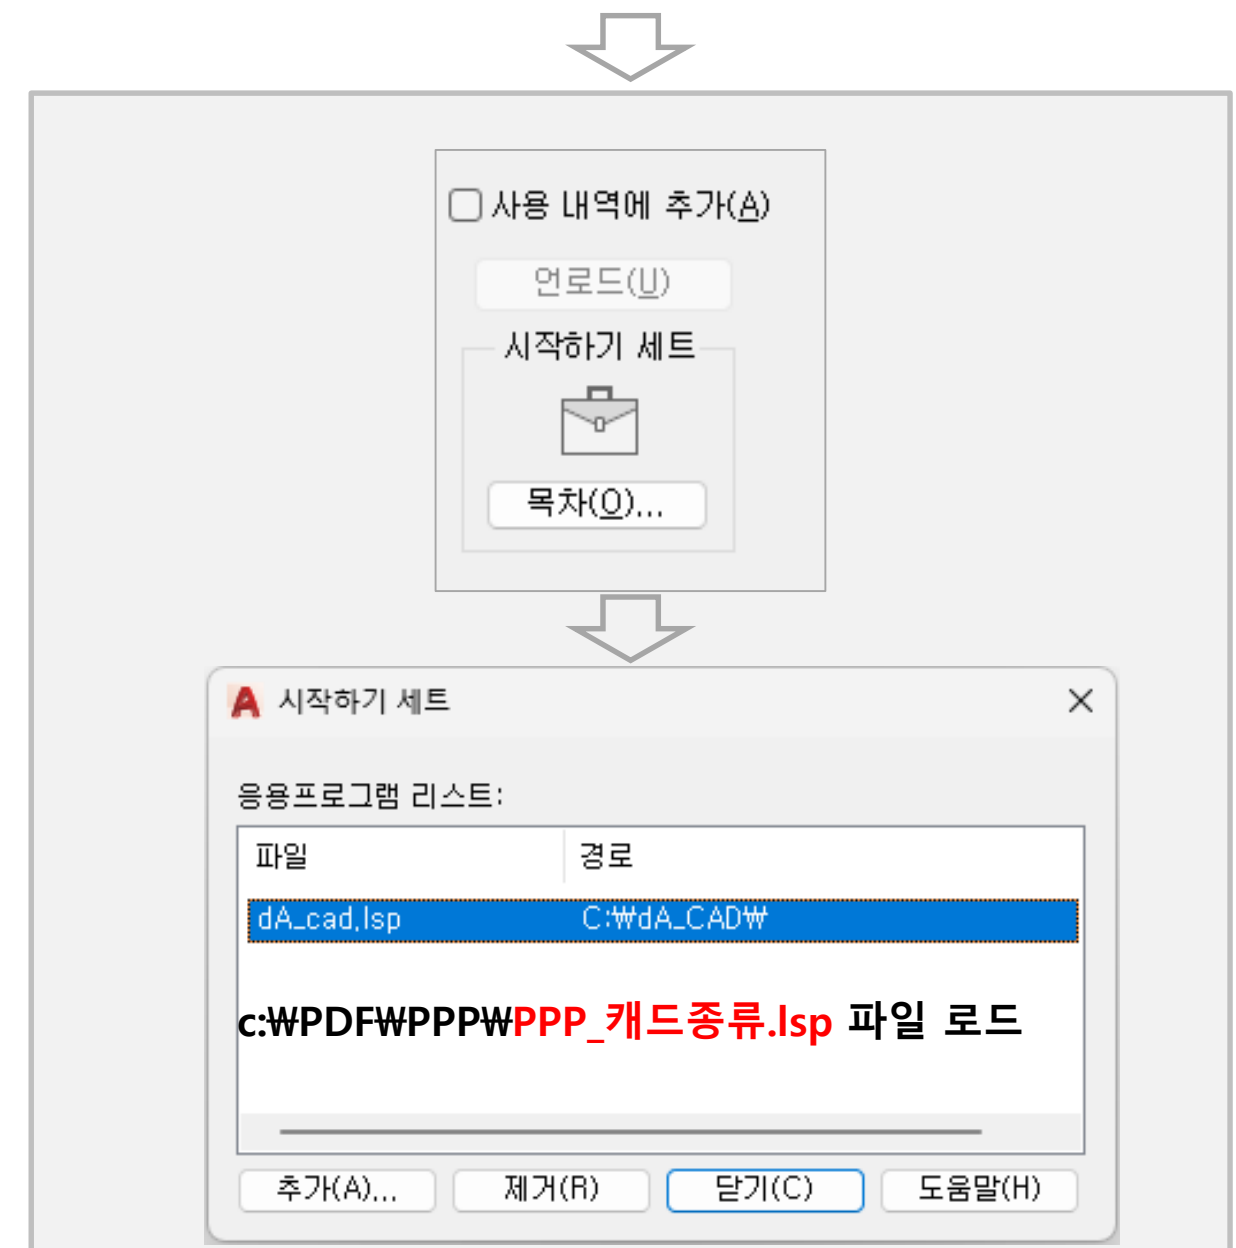 사용 내역에 추가(A)
언로드(U)
시작하기 세트
목차(O)...
시작하기 세트
응용프로그램 리스트:
파일 경로
dA_cad.lsp C:₩dA_CAD₩
c:₩PDF₩PPP₩PPP_캐드종류.lsp 파일 로드
추가(A)... 제거(R) 닫기(C) 도움말(H)